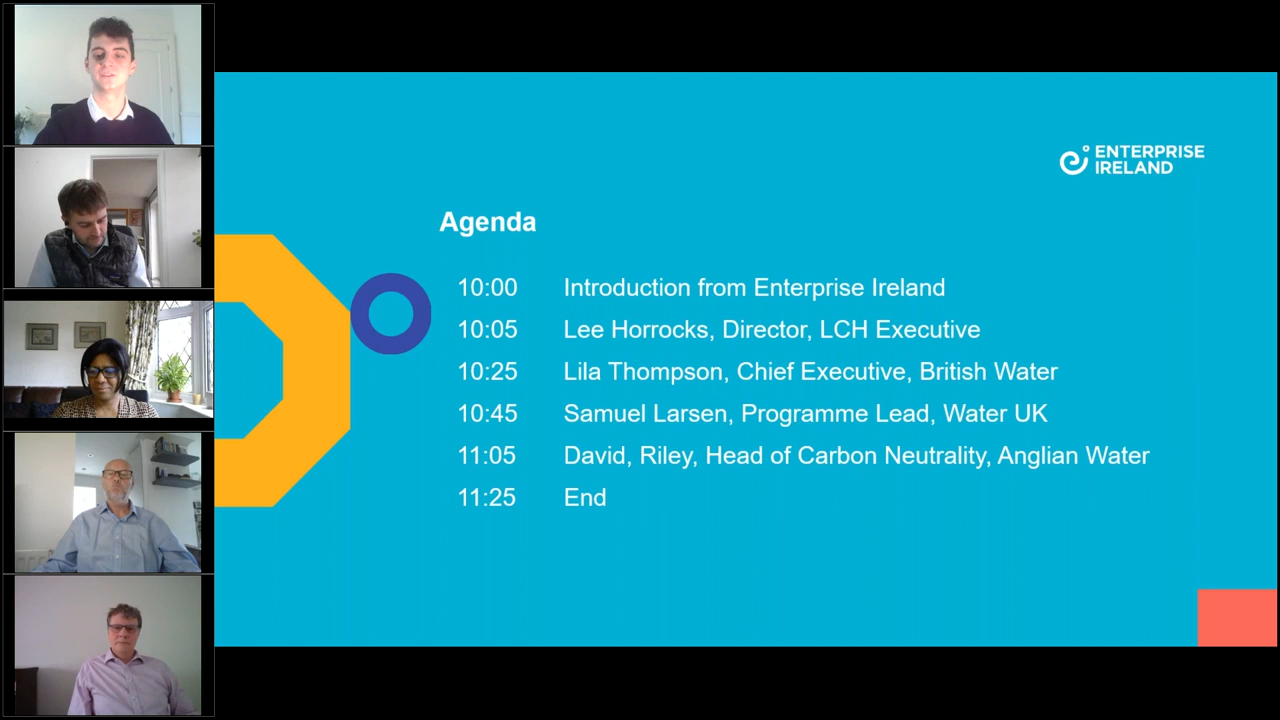 ENTERPRISE
IRELAND
Agenda
10:00 Introduction from Enterprise Ireland
10:05 Lee Horrocks, Director, LCH Executive
10:25 Lila Thompson, Chief Executive, British Water
10:45 Samuel Larsen, Programme Lead, Water UK
11:05 David, Riley, Head of Carbon Neutrality, Anglian Water
11:25 End